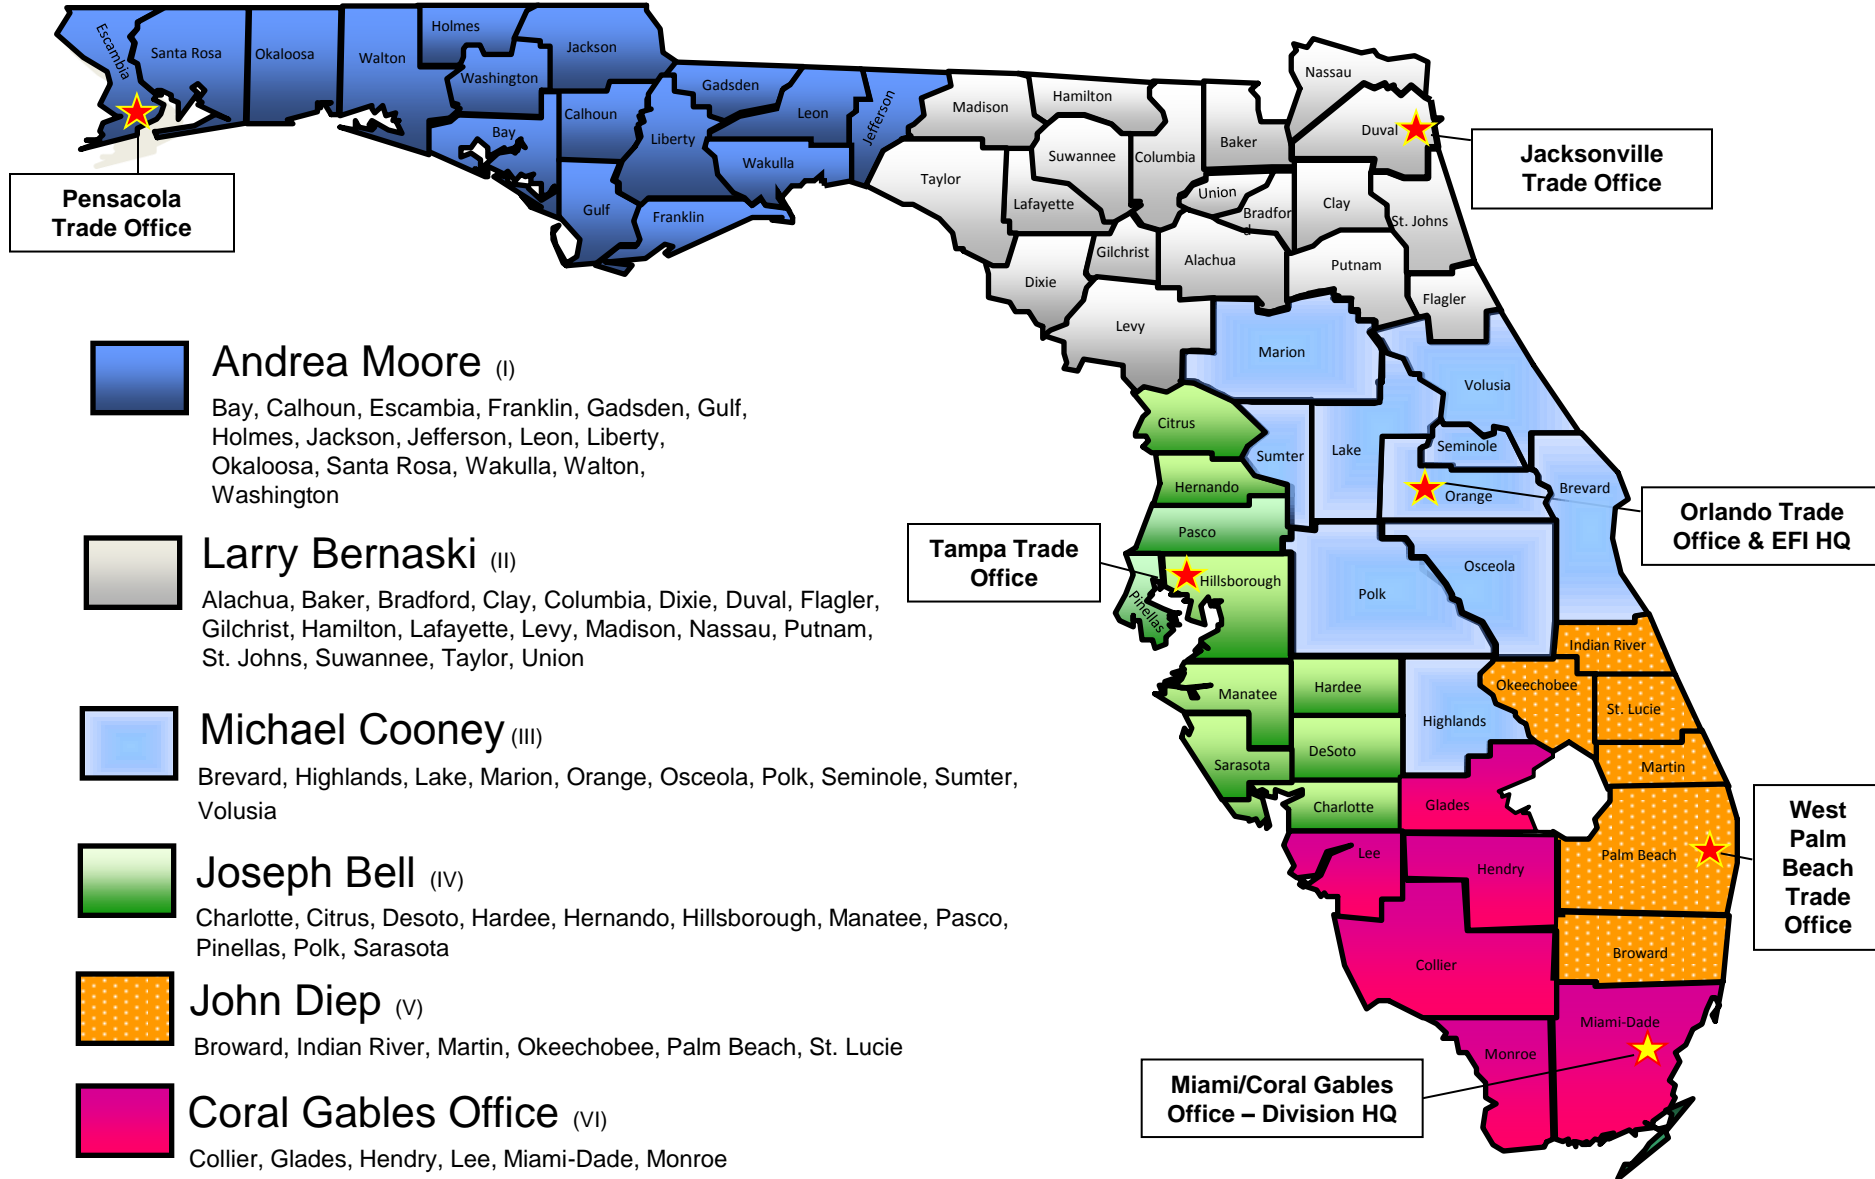 Escambia
Santa Rosa
Okaloosa
Walton
Holmes
Washington
Jackson
Bay
Calhoun
Gulf
Liberty
Gadsden
Franklin
Leon
Wakulla
Jefferson
Madison
Taylor
Hamilton
Suwannee
Lafayette
Dixie
Columbia
Gilchrist
Levy
Baker
Union
Bradfor
d
Alachua
Nassau
Duval
Clay
St. Johns
Putnam
Flagler
Marion
Volusia
Citrus
Sumter
Lake
Seminole
Orange
Brevard
Hernando
Pasco
Pinellas
Hillsborough
Polk
Osceola
Indian River
Manatee
Hardee
Highlands
Okeechobee
St. Lucie
Sarasota
DeSoto
Martin
Charlotte
Glades
Lee
Hendry
Palm Beach
Collier
Broward
Monroe
Miami-Dade
Pensacola
Trade Office
Jacksonville
Trade Office
Orlando Trade
Office & EFI HQ
Tampa Trade
Office
West
Palm
Beach
Trade
Office
Miami/Coral Gables
Office – Division HQ
Andrea Moore (I)
Bay, Calhoun, Escambia, Franklin, Gadsden, Gulf,
Holmes, Jackson, Jefferson, Leon, Liberty,
Okaloosa, Santa Rosa, Wakulla, Walton,
Washington
Larry Bernaski (II)
Alachua, Baker, Bradford, Clay, Columbia, Dixie, Duval, Flagler,
Gilchrist, Hamilton, Lafayette, Levy, Madison, Nassau, Putnam,
St. Johns, Suwannee, Taylor, Union
Michael Cooney (III)
Brevard, Highlands, Lake, Marion, Orange, Osceola, Polk, Seminole, Sumter,
Volusia
Joseph Bell (IV)
Charlotte, Citrus, Desoto, Hardee, Hernando, Hillsborough, Manatee, Pasco,
Pinellas, Polk, Sarasota
John Diep (V)
Broward, Indian River, Martin, Okeechobee, Palm Beach, St. Lucie
Coral Gables Office (VI)
Collier, Glades, Hendry, Lee, Miami-Dade, Monroe